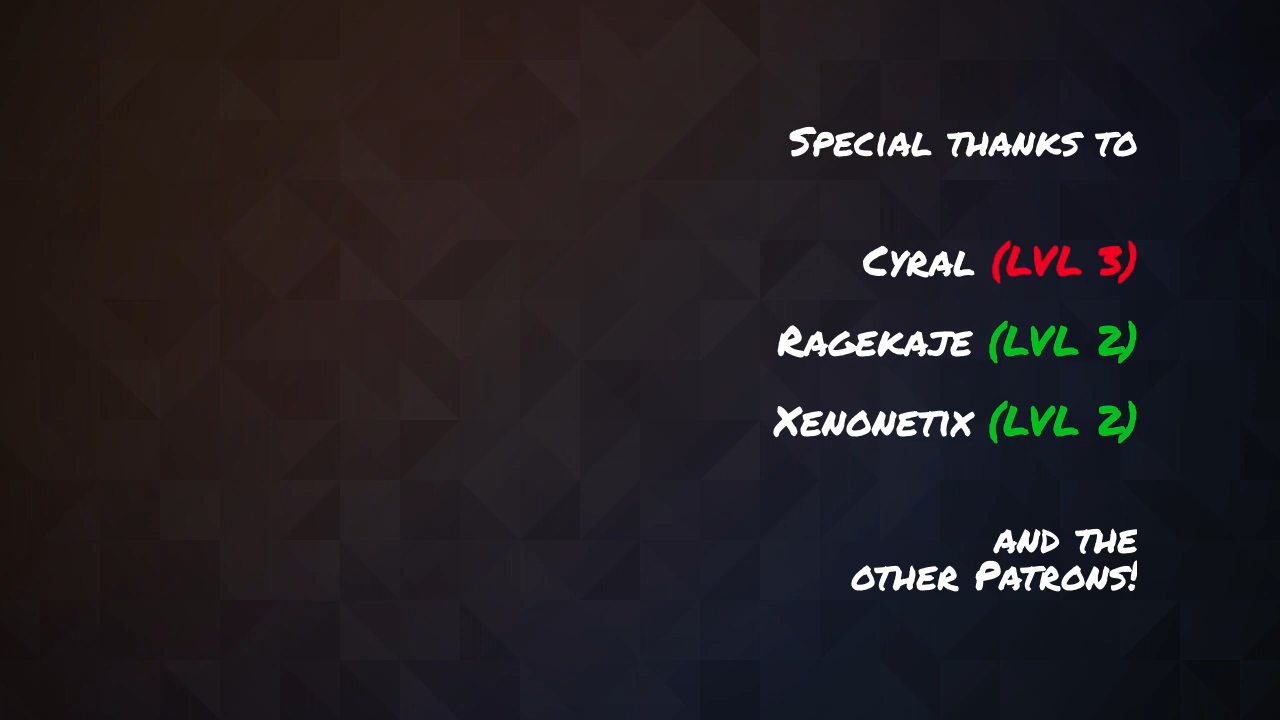 Special thanks to
Cyral (LVL 3)
Ragekaje (LVL 2)
Xenonetix (LVL 2)
and the
other Patrons!